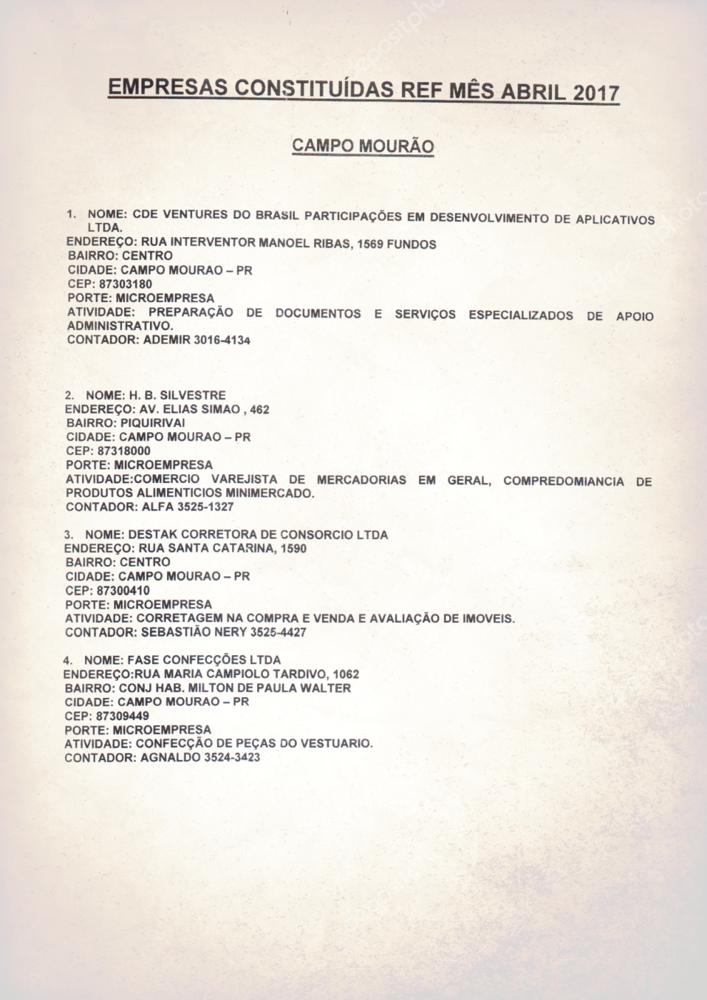 EMPRESAS CONSTITUÍDAS REF MÊS ABRIL 2017
CAMPO MOURÃO
1. NOME: CDE VENTURES DO BRASIL PARTICIPAÇÕES EM DESENVOLVIMENTO DE APLICATIVOS
LTDA.
ENDEREÇO: RUA INTERVENTOR MANOEL RIBAS, 1569 FUNDOS
BAIRRO: CENTRO
CIDADE: CAMPO MOURAO – PR
CEP: 87303180
PORTE: MICROEMPRESA
ATIVIDADE: PREPARAÇÃO DE DOCUMENTOS E SERVIÇOS ESPECIALIZADOS DE APOIO
ADMINISTRATIVO.
CONTADOR: ADEMIR 3016-4134
2. NOME: H. B. SILVESTRE
ENDEREÇO: AV. ELIAS SIMAO , 462
BAIRRO: PIQUIRIVAI
CIDADE: CAMPO MOURAO – PR
CEP: 87318000
PORTE: MICROEMPRESA
ATIVIDADE:COMERCIO VAREJISTA DE MERCADORIAS EM GERAL, COMPREDOMIANCIA DE
PRODUTOS ALIMENTICIOS MINIMERCADO.
CONTADOR: ALFA 3525-1327
3. NOME: DESTAK CORRETORA DE CONSORCIO LTDA
ENDEREÇO: RUA SANTA CATARINA, 1590
BAIRRO: CENTRO
CIDADE: CAMPO MOURAO – PR
CEP: 87300410
PORTE: MICROEMPRESA
ATIVIDADE: CORRETAGEM NA COMPRA E VENDA E AVALIAÇÃO DE IMOVEIS.
CONTADOR: SEBASTIÃO NERY 3525-4427
4. NOME: FASE CONFECÇÕES LTDA
ENDEREÇO:RUA MARIA CAMPIOLO TARDIVO, 1062
BAIRRO: CONJ HAB. MILTON DE PAULA WALTER
CIDADE: CAMPO MOURAO – PR
CEP: 87309449
PORTE: MICROEMPRESA
ATIVIDADE: CONFECÇÃO DE PEÇAS DO VESTUARIO.
CONTADOR: AGNALDO 3524-3423